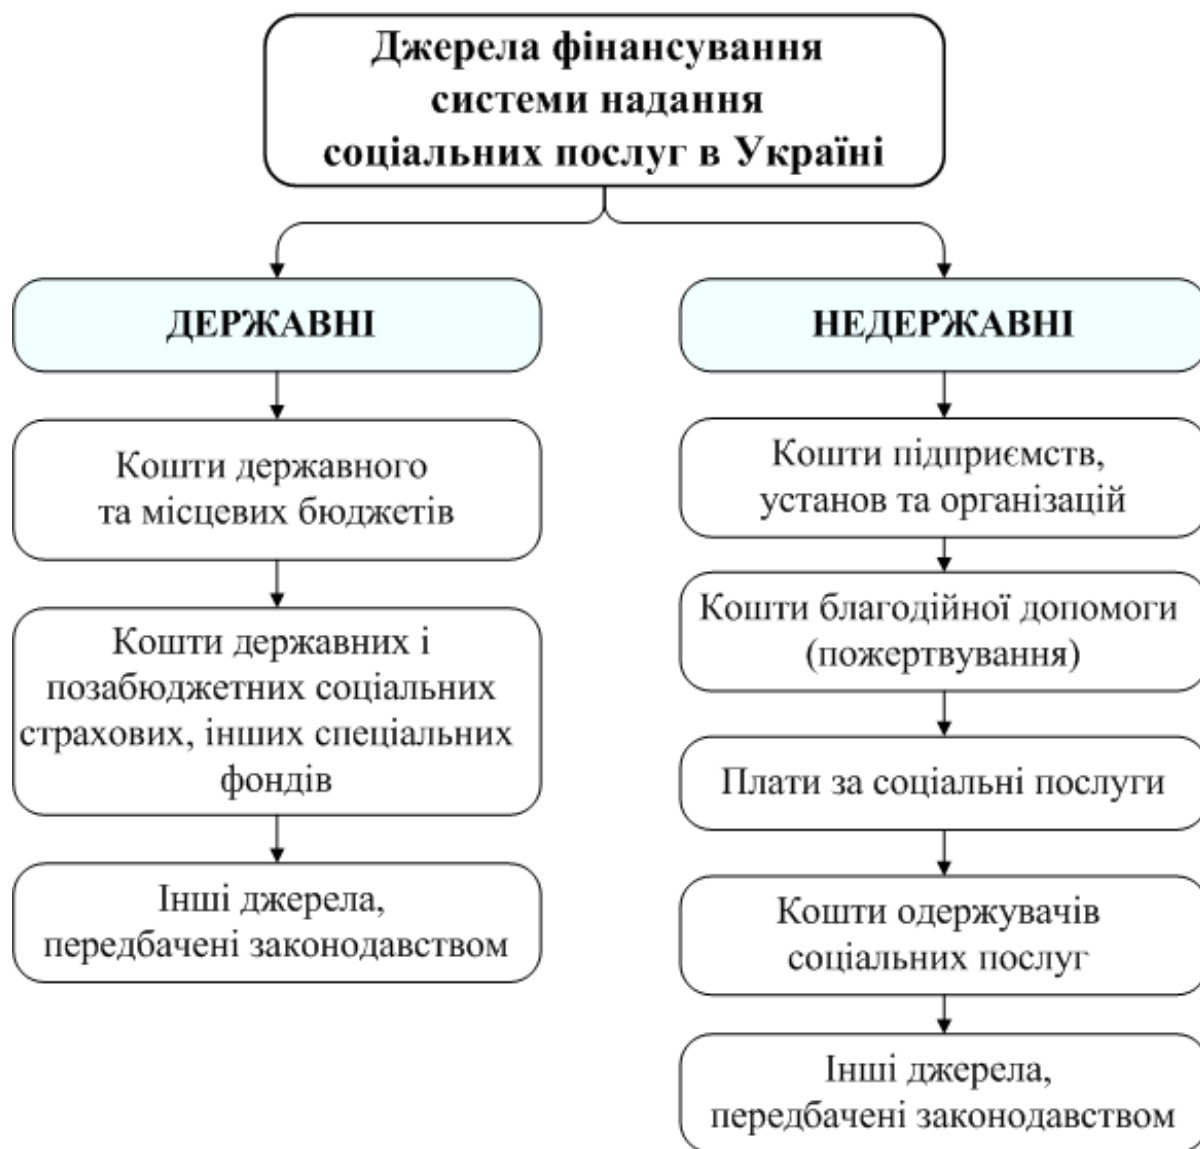 Джерела фінансування
системи надання
соціальних послуг в Україні
ДЕРЖАВНІ
Кошти державного
та місцевих бюджетів
Кошти державних і
позабюджетних соціальних
страхових, інших спеціальних
фондів
Інші джерела,
передбачені законодавством
НЕДЕРЖАВНІ
Кошти підприємств,
установ та організацій
Кошти благодійної допомоги
(пожертвування)
Плати за соціальні послуги
Кошти одержувачів
соціальних послуг
Інші джерела,
передбачені законодавством